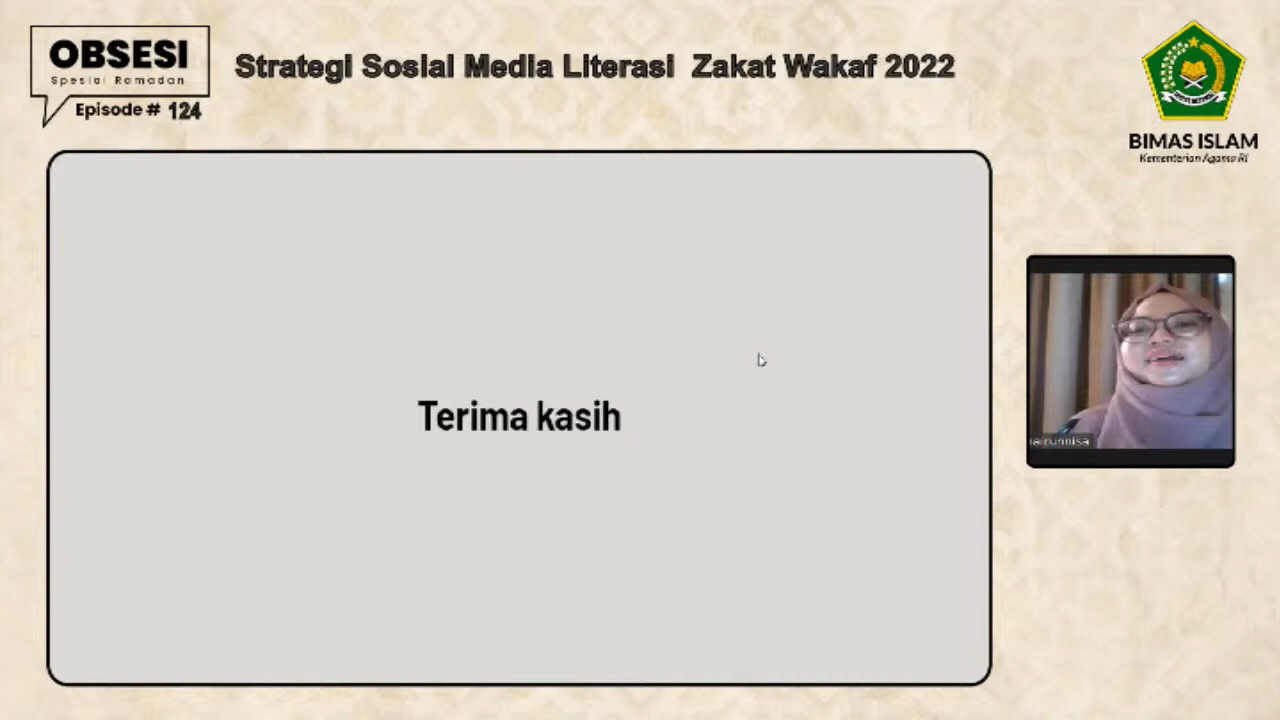 OBSESI
Spesial Ramadan
Episode # 124
Strategi Sosial Media Literasi Zakat Wakaf 2022
BIMAS ISLAM
Kementerian Agama RI
Terima kasih